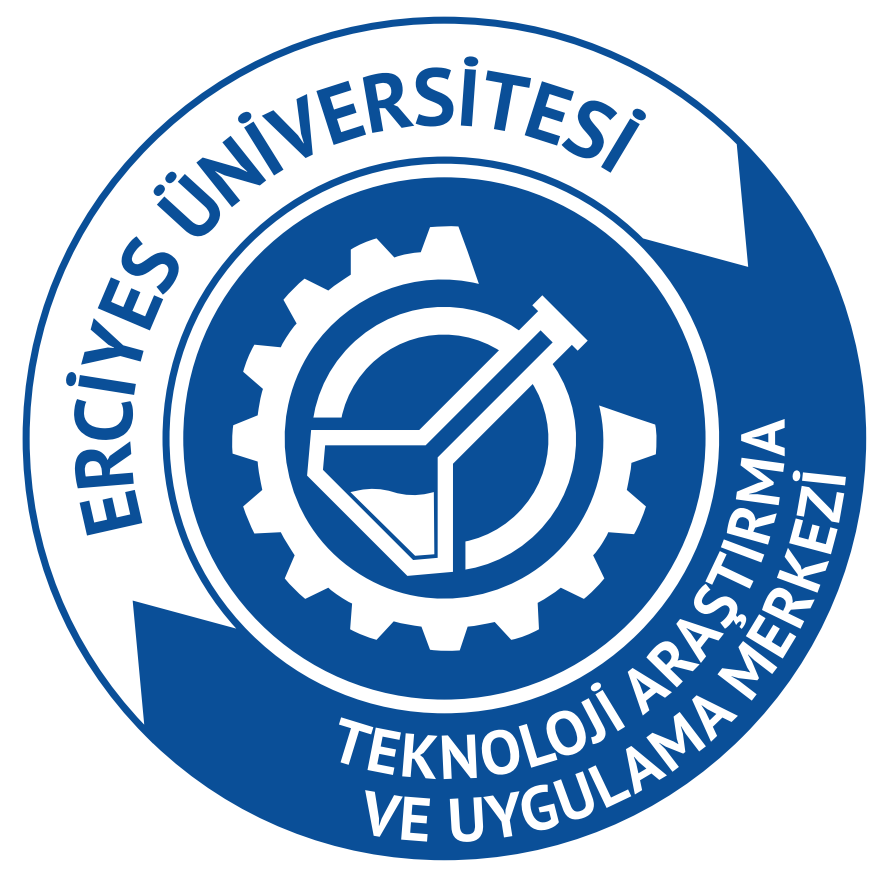 ERCİYES ÜNİVERSİTESİ
TEKNOLOJİ ARAŞTIRMA
VE UYGULAMA MERKEZİ